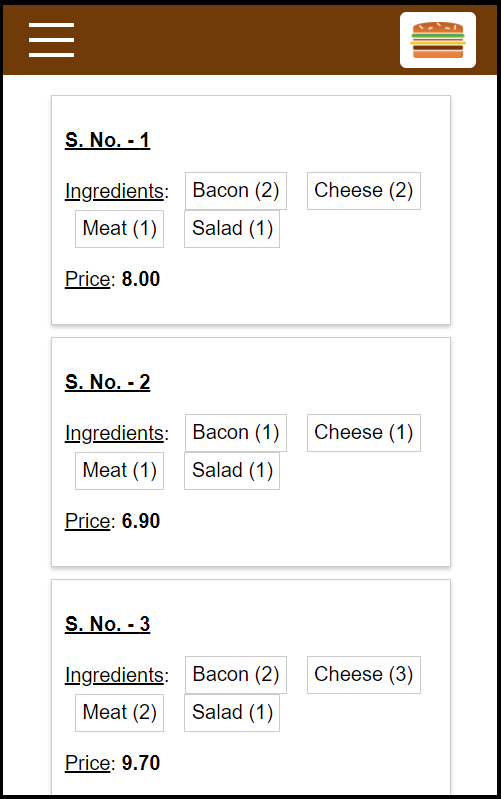 S. No. - 1
Ingredients: Bacon (2) Cheese (2)
Meat (1) Salad (1)
Price: 8.00
S. No. - 2
Ingredients: Bacon (1) Cheese (1)
Meat (1) Salad (1)
Price: 6.90
S. No. - 3
Ingredients: Bacon (2) Cheese (3)
Meat (2) Salad (1)
Price: 9.70